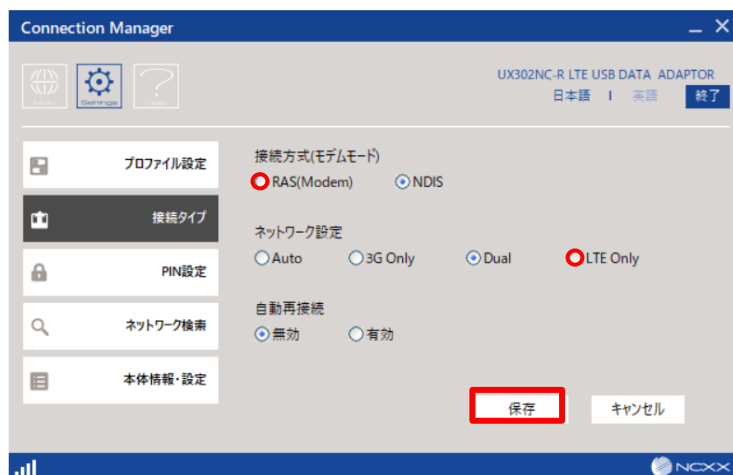 Connection Manager
UX302NC-R LTE USB DATA ADAPTOR
日本語 | 英語 終了
Main Settings Help
プロファイル設定
接続タイプ
PIN設定
ネットワーク検索
本体情報・設定
接続方式(モデムモード)
RAS(Modem) NDIS
ネットワーク設定
Auto 3G Only Dual LTE Only
自動再接続
無効 有効
保存 キャンセル
NCXX